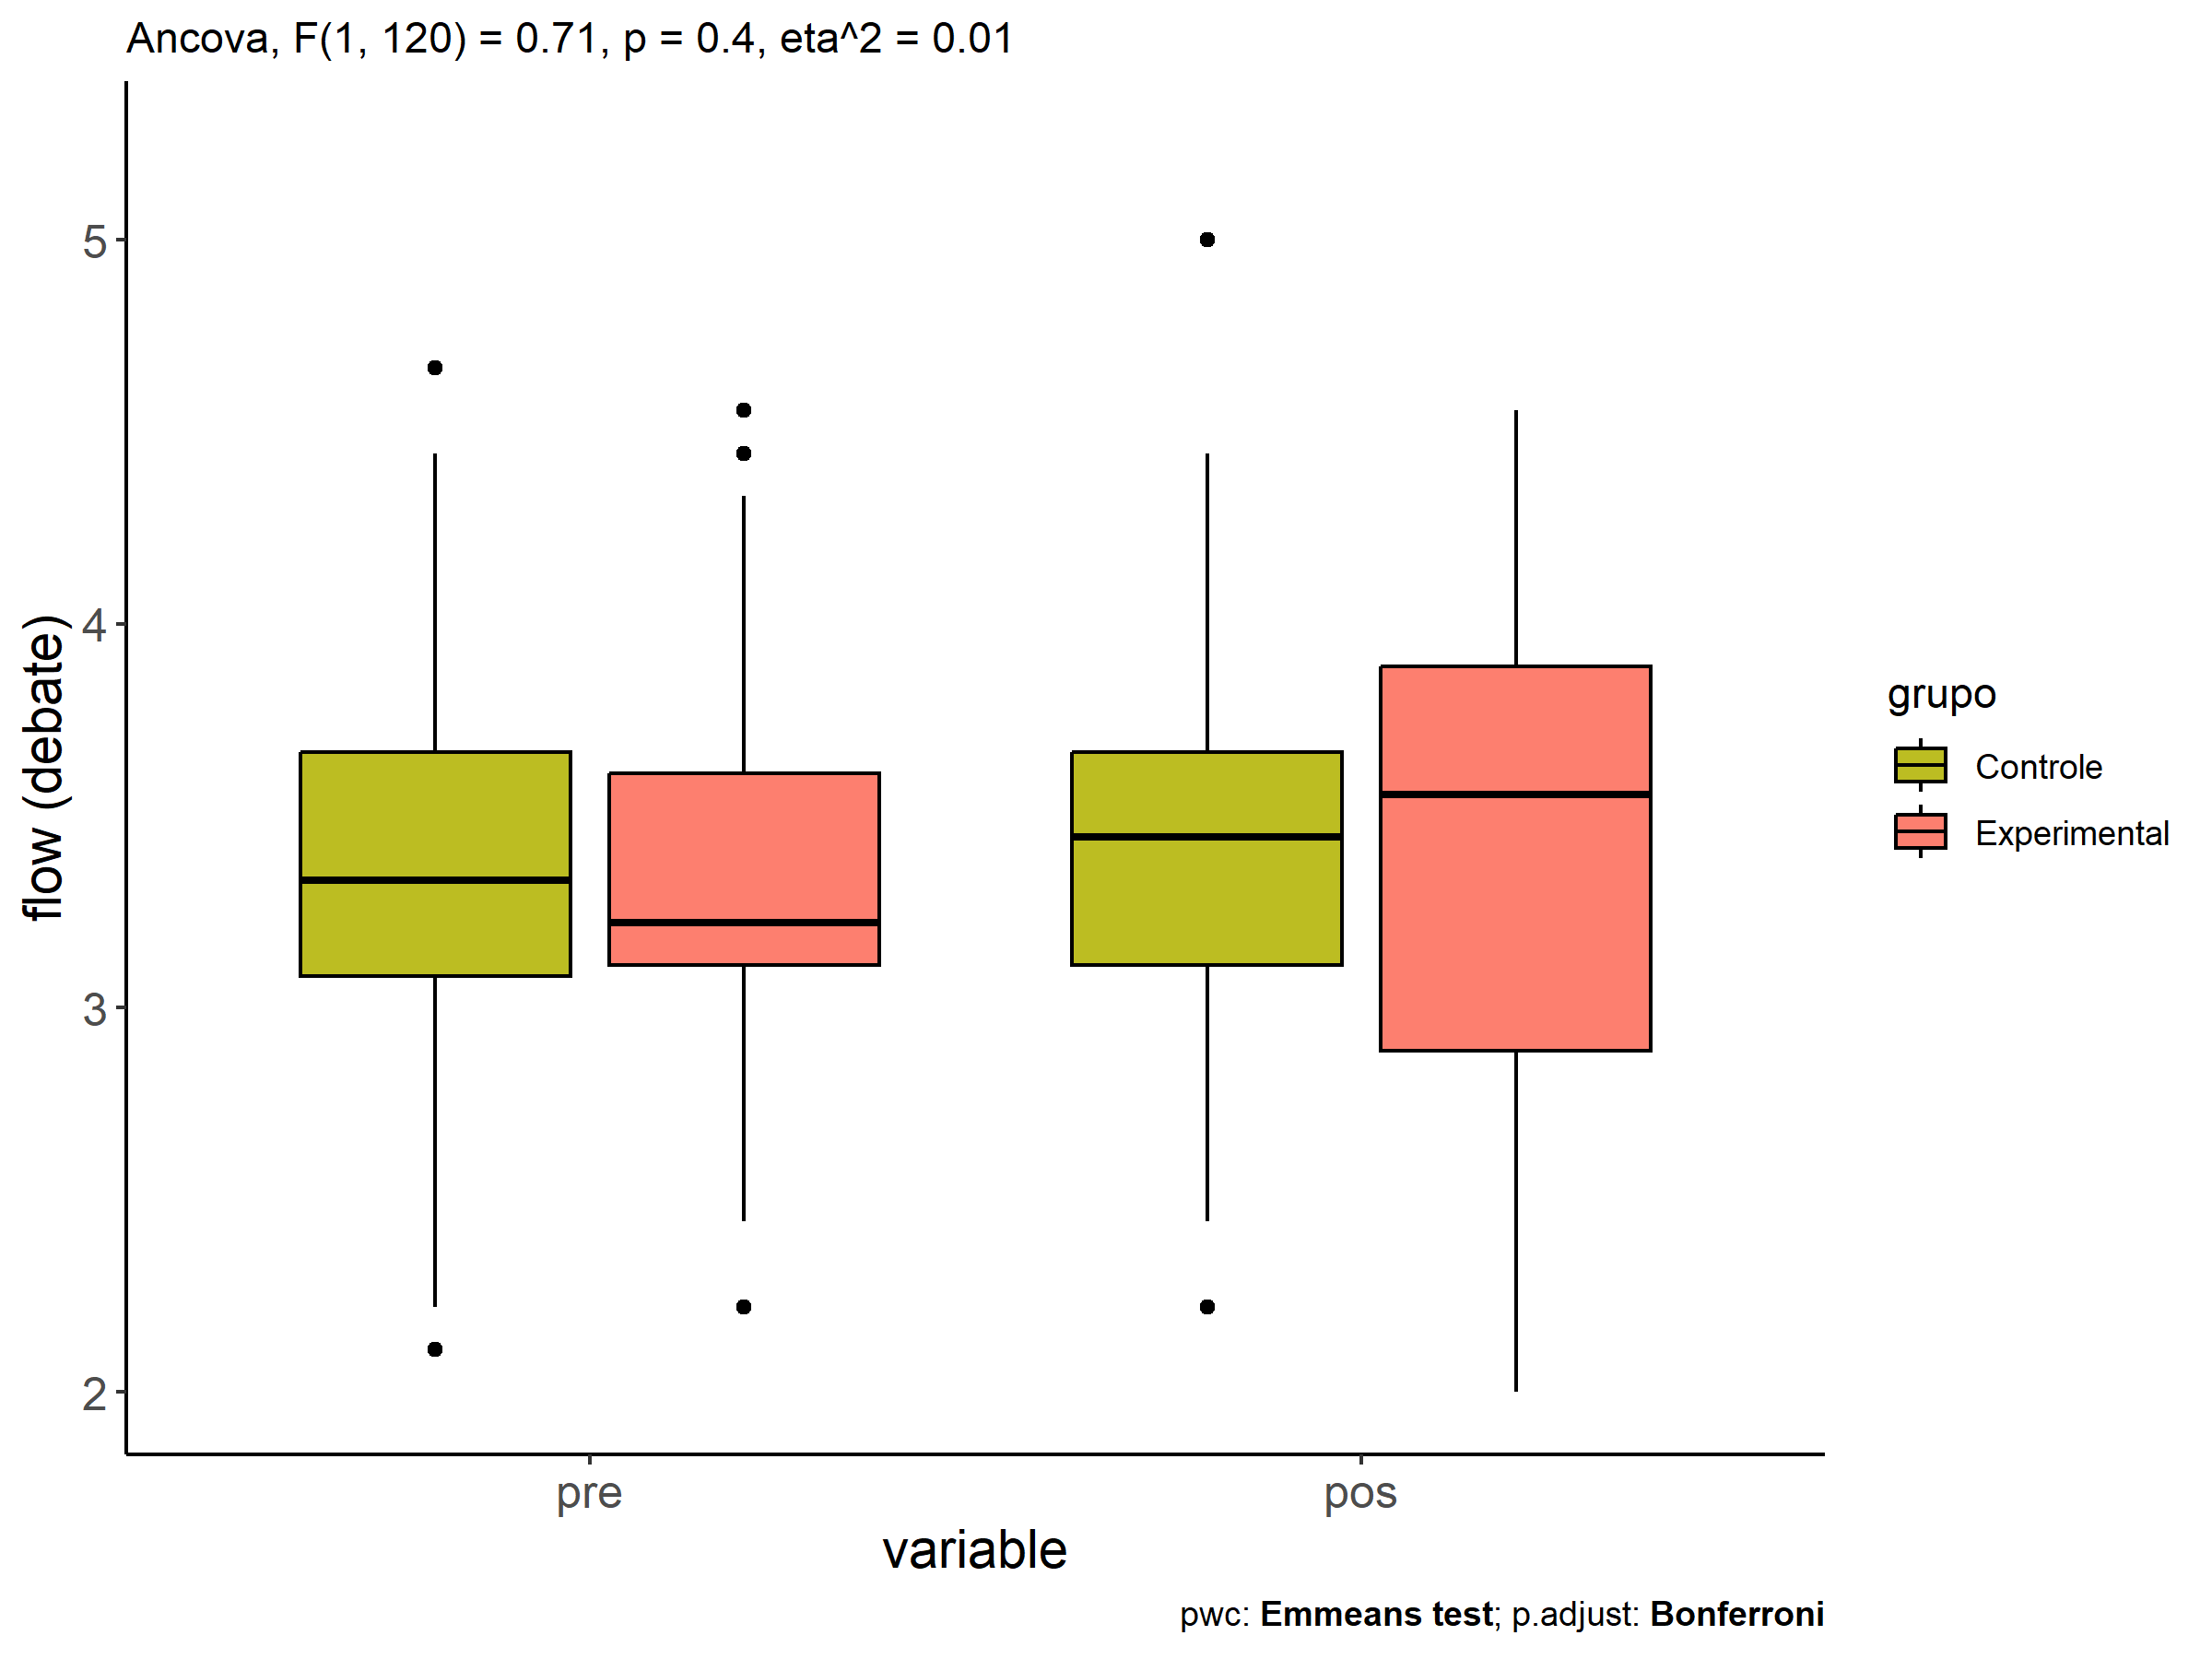 Ancova, F(1, 120) = 0.71, p = 0.4, eta^2 = 0.01
flow (debate)
5
4
3
2
pre
pos
variable
grupo
Controle
Experimental
pwc: Emmeans test; p.adjust: Bonferroni